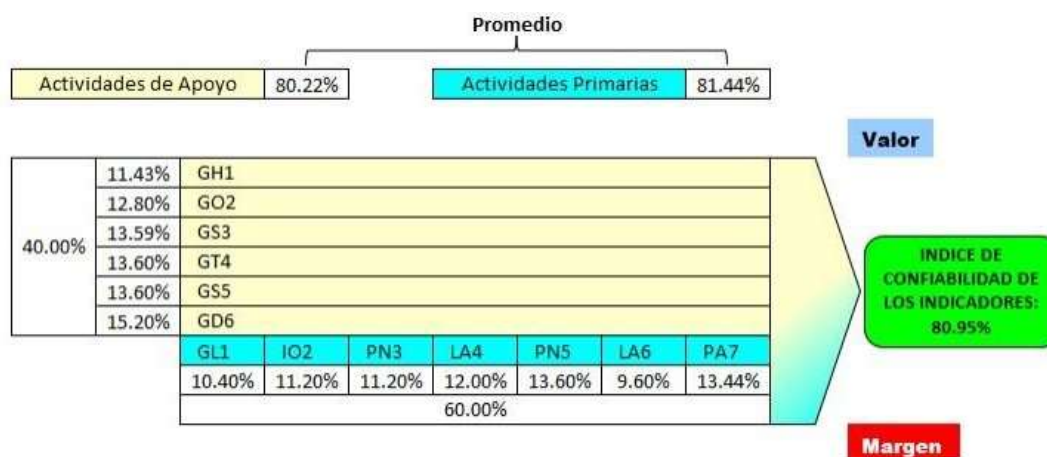 Promedio
Actividades de Apoyo 80.22% Actividades Primarias 81.44%
Valor
11.43% GH1
12.80% GO2
13.59% GS3
40.00%
13.60% GT4
13.60% GS5
15.20% GD6
INDICE DE
CONFIABILIDAD DE
LOS INDICADORES:
80.95%
GL1 IO2 PN3 LA4 PN5 LA6 PA7
10.40% 11.20% 11.20% 12.00% 13.60% 9.60% 13.44%
60.00%
Margen